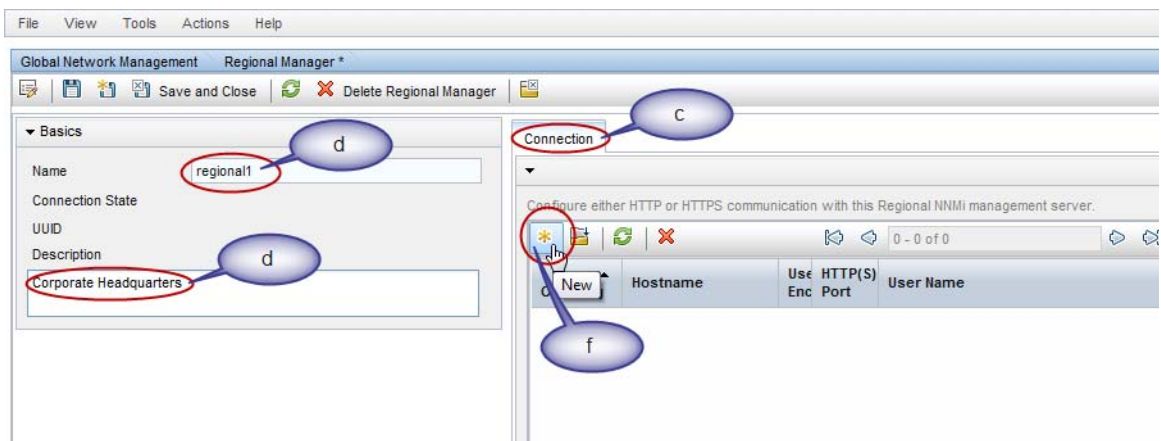 File View Tools Actions Help
Global Network Management Regional Manager *
Save and Close Delete Regional Manager
Basics
d
Name regional1
Connection State
UUID
Description
d
Corporate Headquarters
c
Connection
Configure either HTTP or HTTPS communication with this Regional NNMi management server.
0 - 0 of 0
New
Hostname
Use
Enc
HTTP(S)
Port
User Name
f